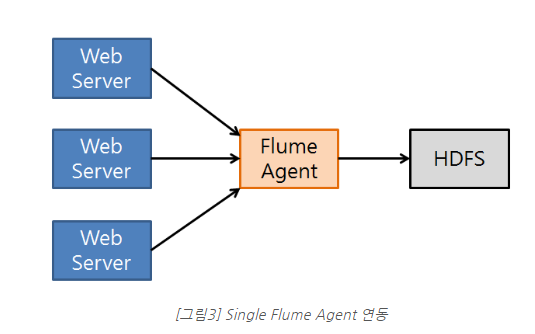 Web
Server
Web
Server
Flume
Agent
HDFS
Web
Server
[그림3] Single Flume Agent 연동